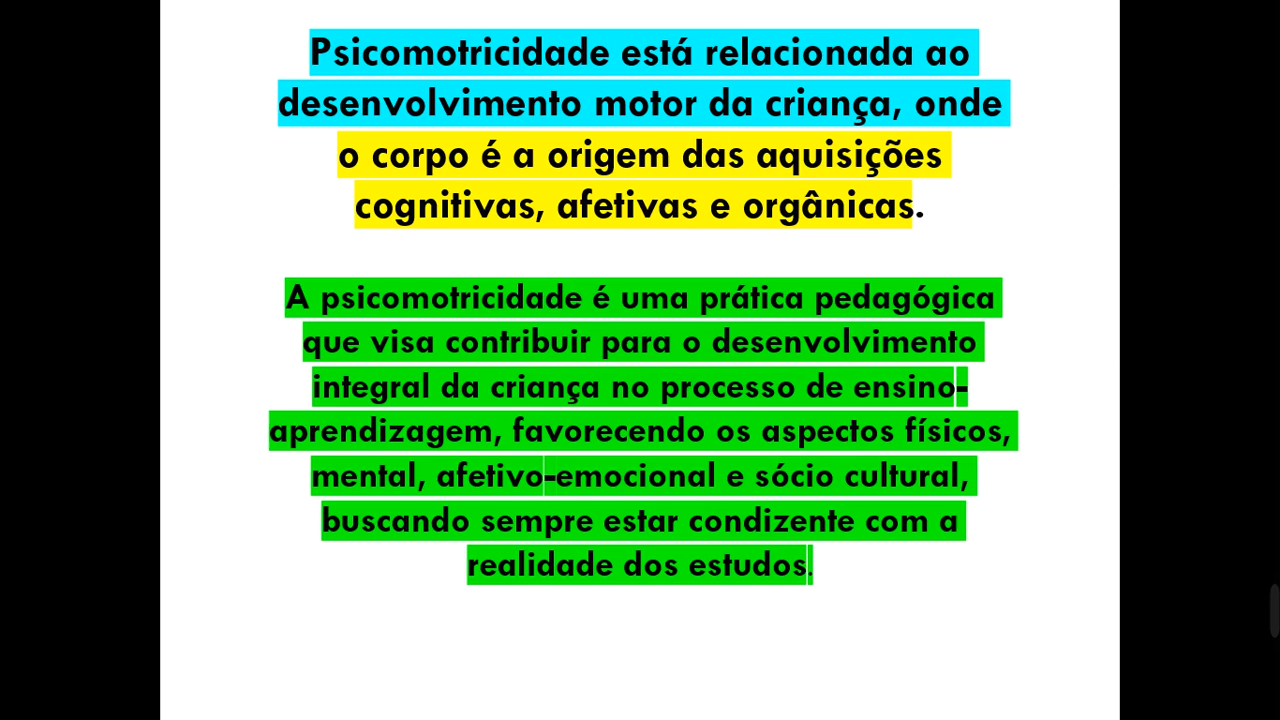 Psicomotricidade está relacionada ao
desenvolvimento motor da criança, onde
o corpo é a origem das aquisições
cognitivas, afetivas e orgânicas.
A psicomotricidade é uma prática pedagógica
que visa contribuir para o desenvolvimento
integral da criança no processo de ensino-
aprendizagem, favorecendo os aspectos físicos,
mental, afetivo-emocional e sócio cultural,
buscando sempre estar condizente com a
realidade dos estudos.